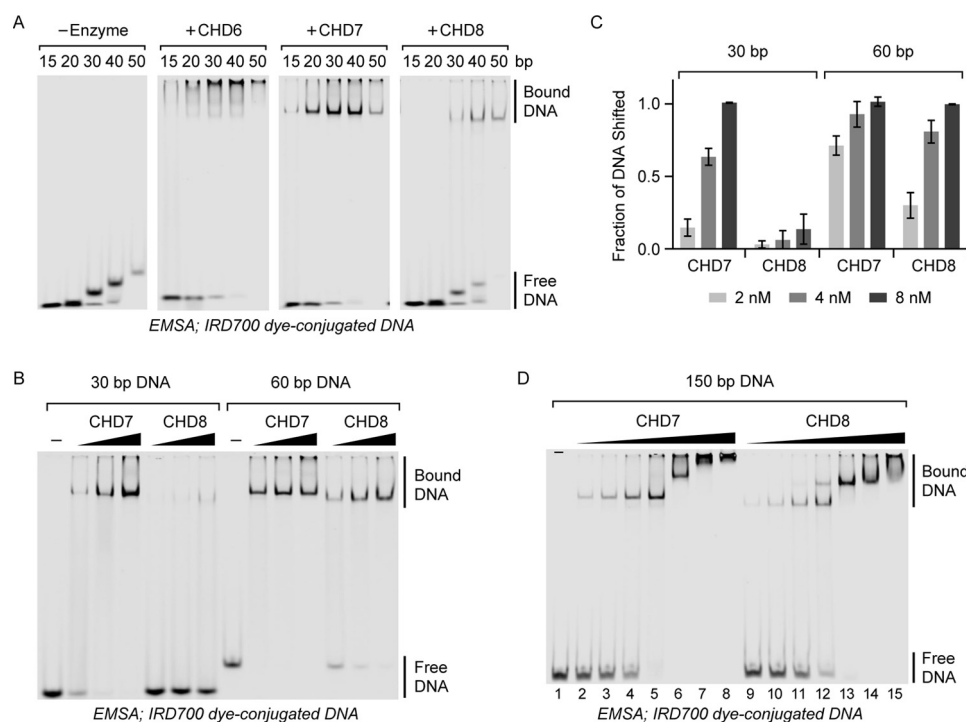 A
−Enzyme +CHD6 +CHD7 +CHD8
15 20 30 40 50 15 20 30 40 50 15 20 30 40 50 15 20 30 40 50 bp
Bound
DNA
Free
DNA
EMSA; IRD700 dye-conjugated DNA
C
30 bp 60 bp
Fraction of DNA Shifted
1.0
0.5
0.0
CHD7 CHD8 CHD7 CHD8
2 nM 4 nM 8 nM
B
30 bp DNA 60 bp DNA
− CHD7 CHD8 − CHD7 CHD8
Bound
DNA
Free
DNA
EMSA; IRD700 dye-conjugated DNA
D
150 bp DNA
− CHD7 CHD8
Bound
DNA
Free
DNA
1 2 3 4 5 6 7 8 9 10 11 12 13 14 15
EMSA; IRD700 dye-conjugated DNA